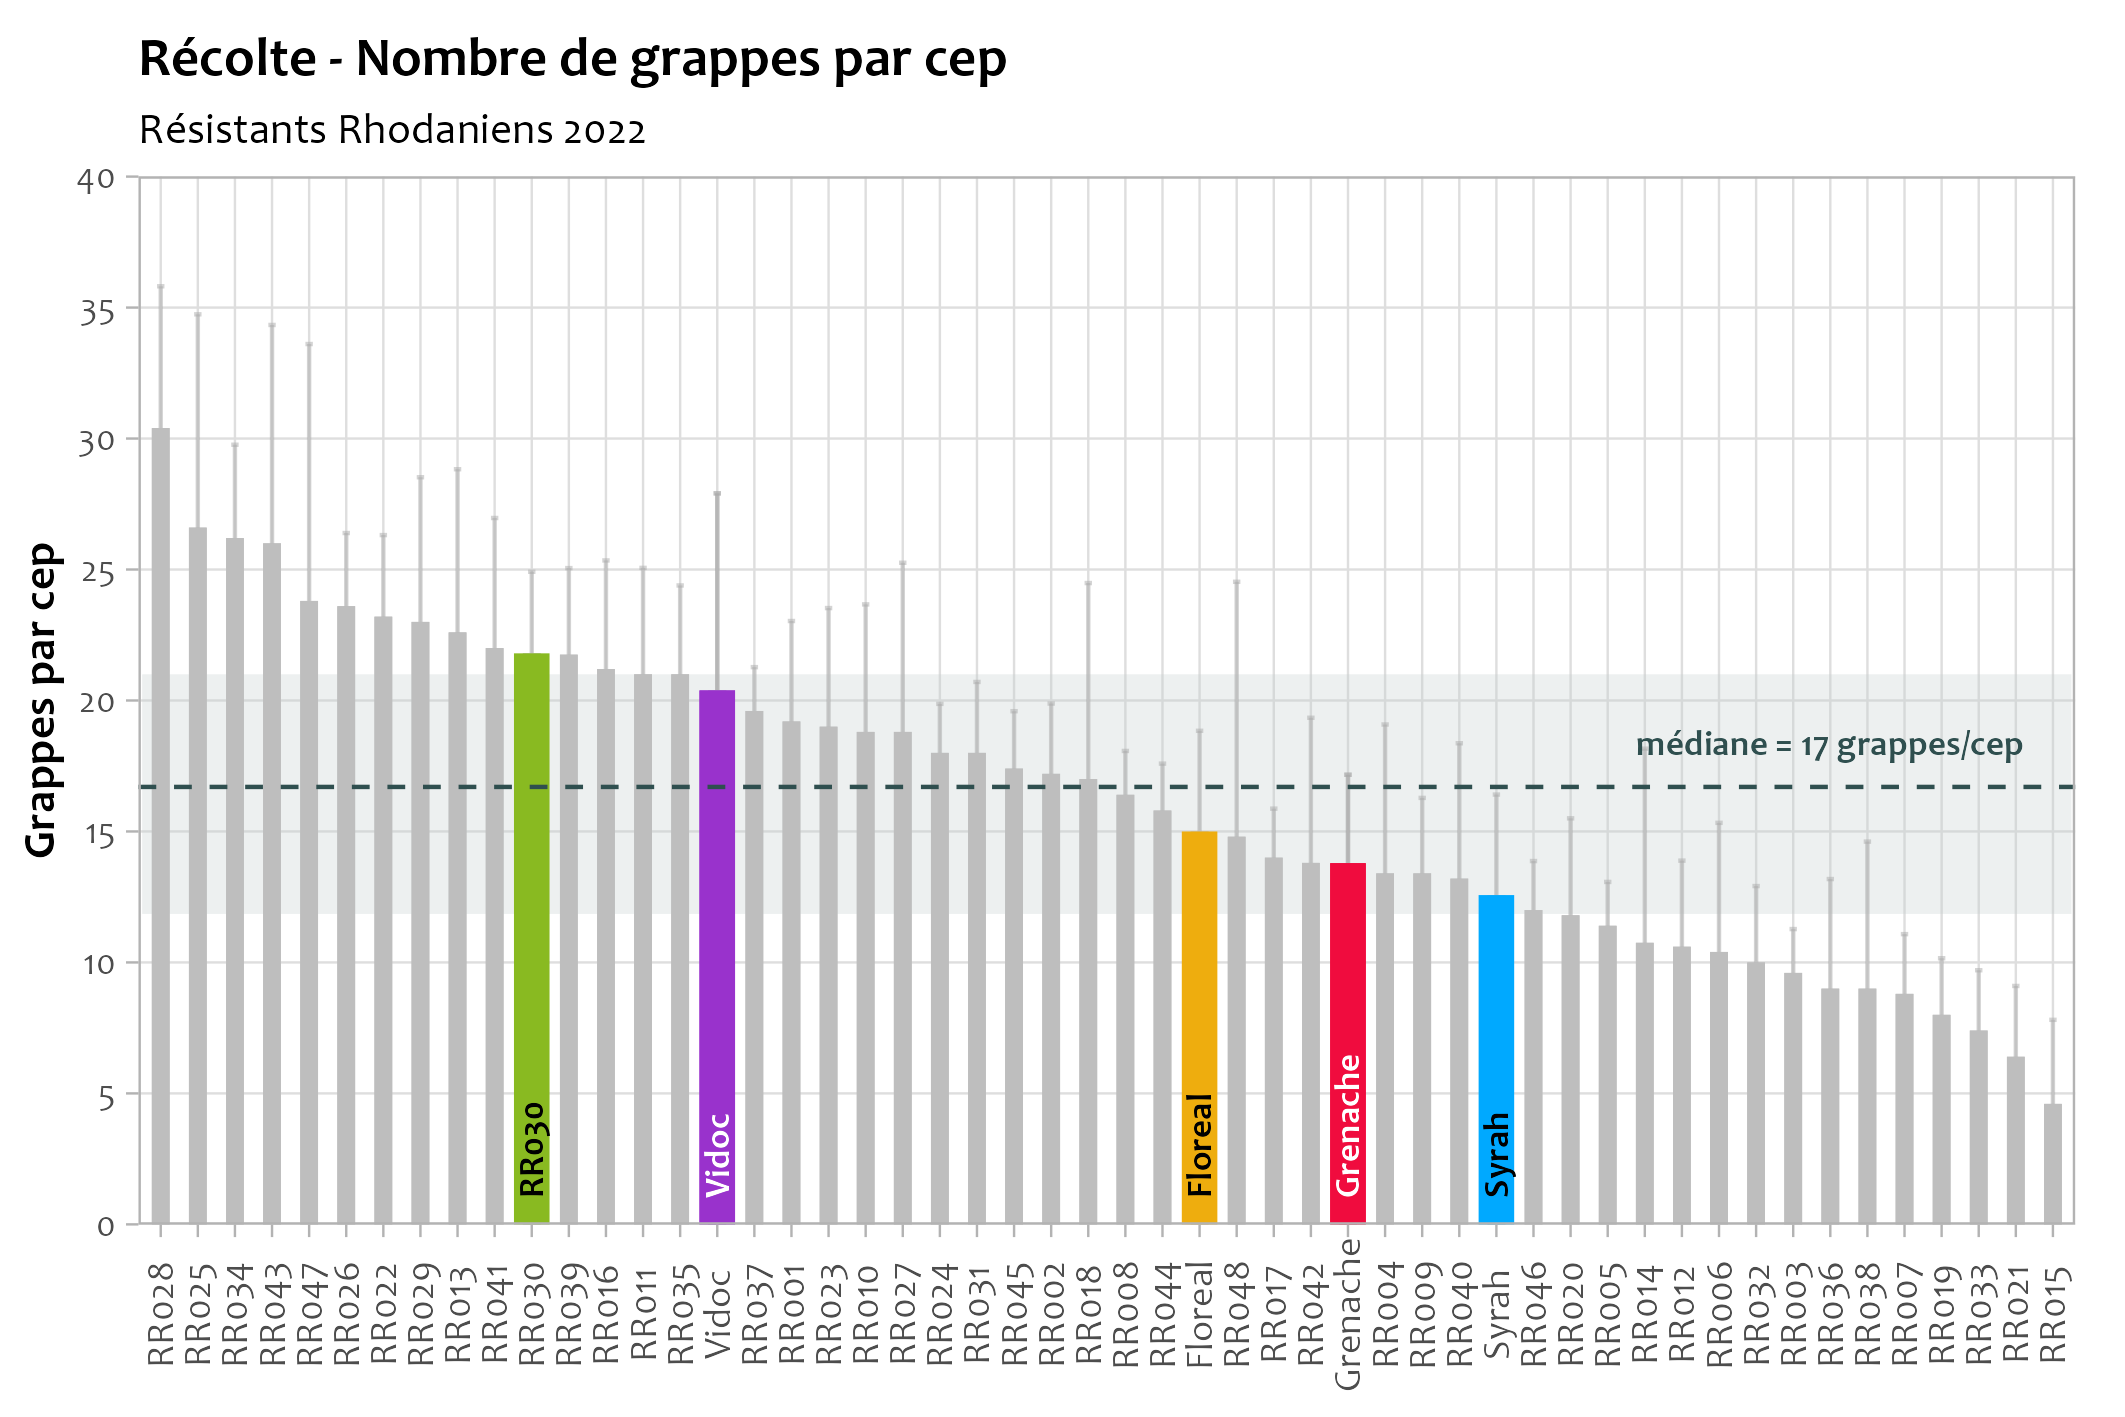 Récolte - Nombre de grappes par cep
Résistants Rhodaniens 2022
Grappes par cep
40
35
30
25
20
15
10
5
0
médiane = 17 grappes/cep
RR030
Vidoc
Floreal
Grenache
Syrah
RR028
RR025
RR034
RR043
RR047
RR026
RR022
RR029
RR013
RR041
RR030
RR039
RR016
RR011
RR035
Vidoc
RR037
RR001
RR023
RR010
RR027
RR024
RR031
RR045
RR002
RR018
RR008
RR044
Floreal
RR048
RR017
RR042
Grenache
RR004
RR009
RR040
Syrah
RR046
RR020
RR005
RR014
RR012
RR006
RR032
RR003
RR036
RR038
RR007
RR019
RR033
RR021
RR015